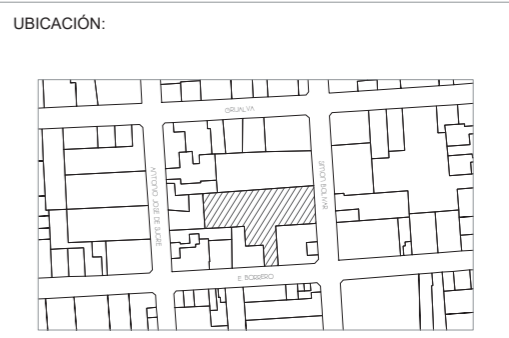 UBICACIÓN:
GRIJALVA
ANTONIO JOSE DE SUCRE
SIMON BOLIVAR
E. BORRERO